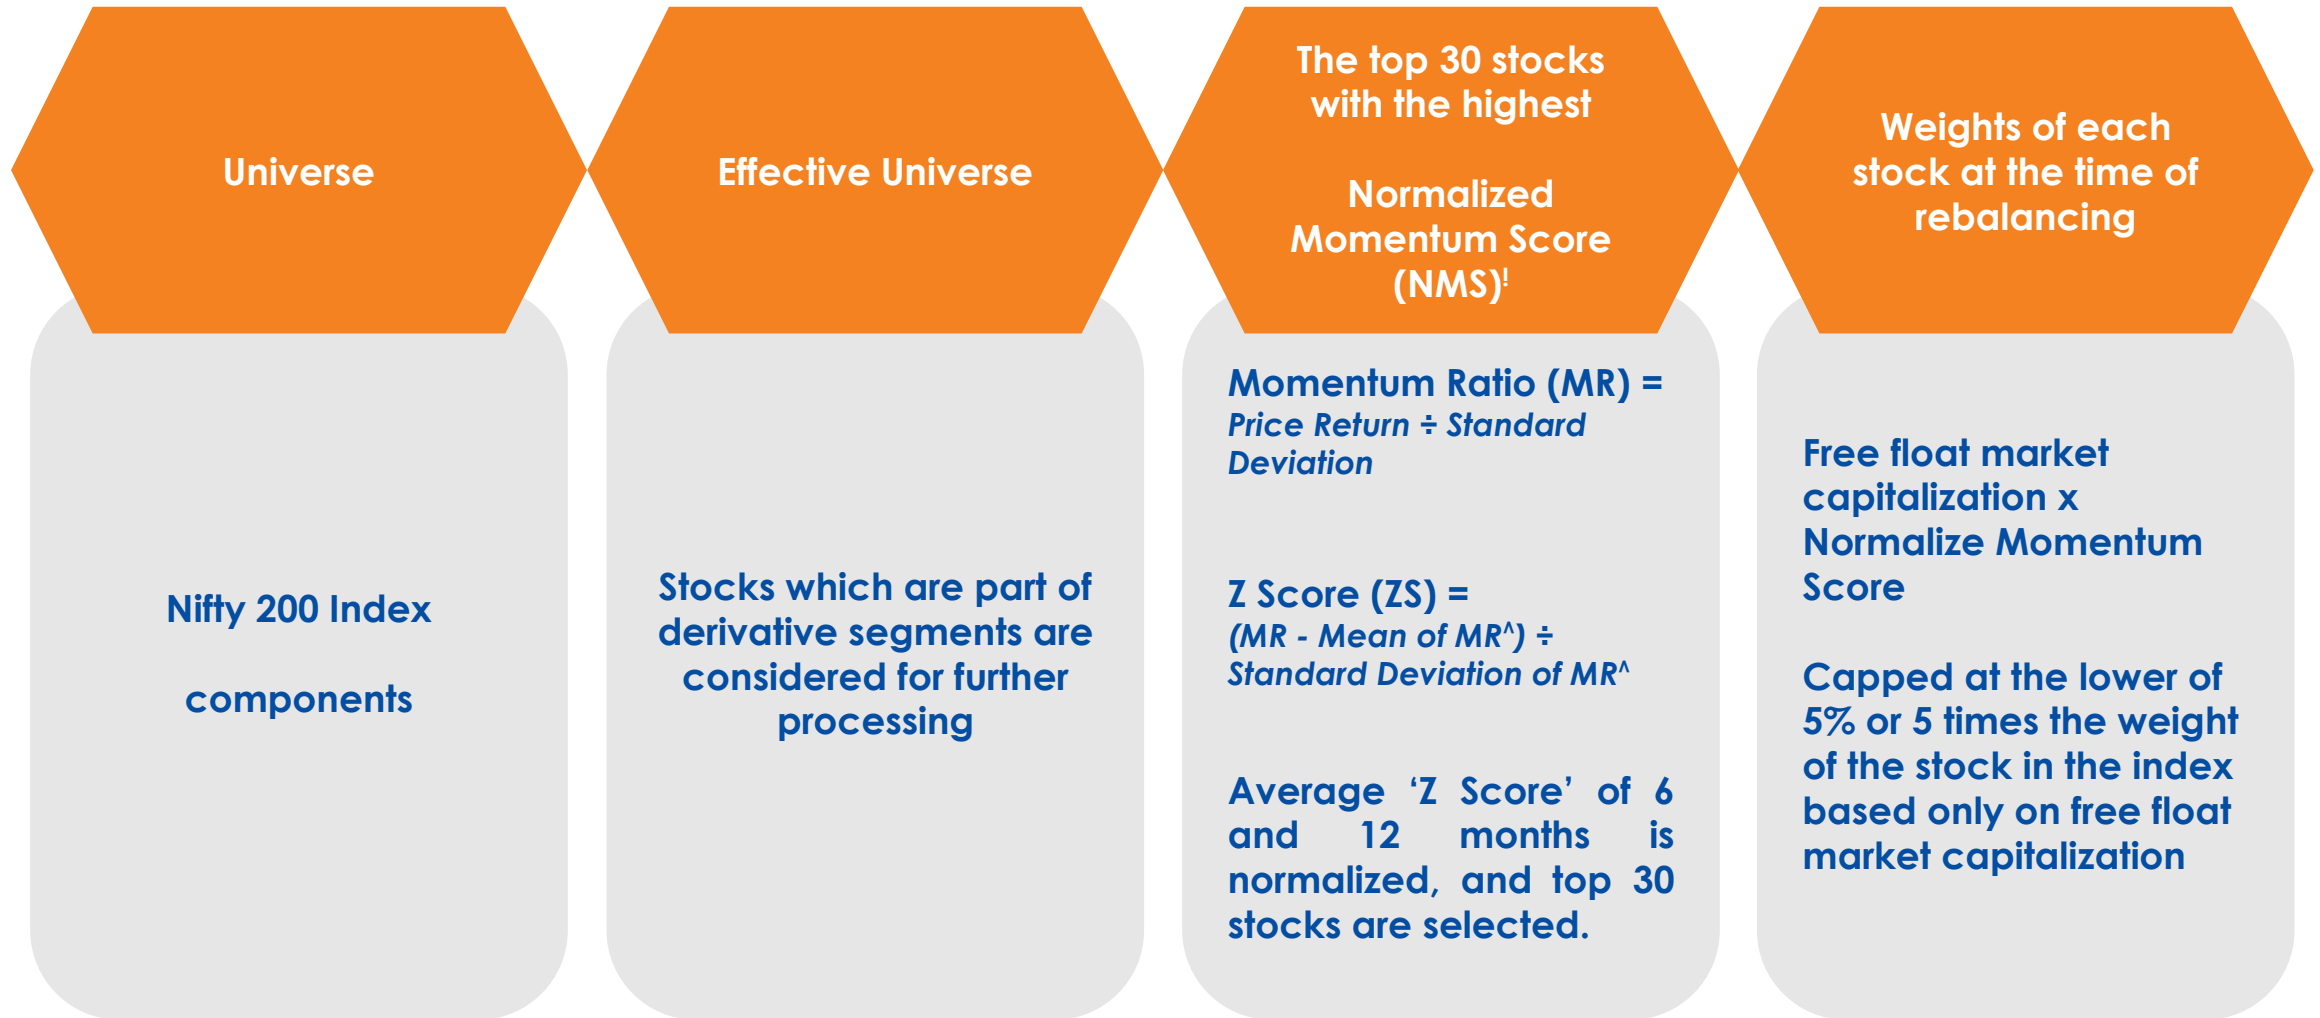 Universe
Nifty 200 Index
components
Effective Universe
Stocks which are part of
derivative segments are
considered for further
processing
The top 30 stocks
with the highest
Normalized
Momentum Score
(NMS)!
Momentum Ratio (MR) =
Price Return ÷ Standard
Deviation
Z Score (ZS) =
(MR - Mean of MR^) ÷
Standard Deviation of MR^
Average ‘Z Score’ of 6
and 12 months is
normalized, and top 30
stocks are selected.
Weights of each
stock at the time of
rebalancing
Free float market
capitalization x
Normalize Momentum
Score
Capped at the lower of
5% or 5 times the weight
of the stock in the index
based only on free float
market capitalization